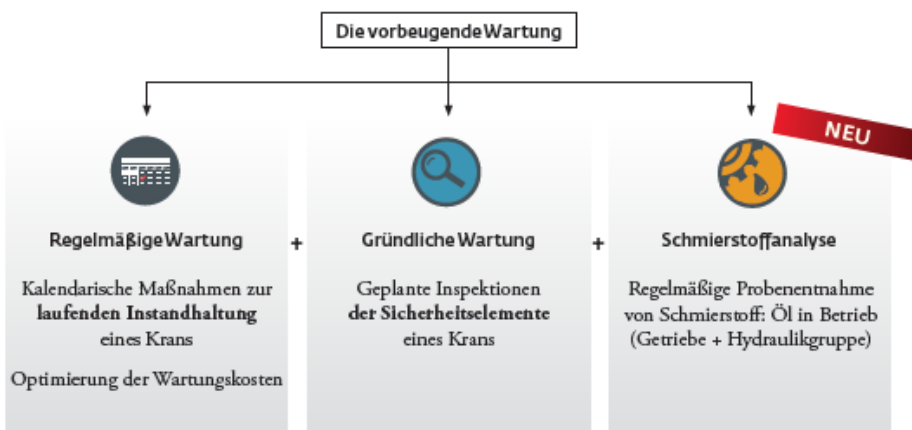 Die vorbeugende Wartung
NEU
Regelmäßige Wartung
+
Gründliche Wartung
+
Schmierstoffanalyse
Kalendarische Maßnahmen zur
laufenden Instandhaltung
eines Krans
Optimierung der Wartungskosten
Geplante Inspektionen
der Sicherheitselemente
eines Krans
Regelmäßige Probenentnahme
von Schmierstoff: Öl in Betrieb
(Getriebe + Hydraulikgruppe)